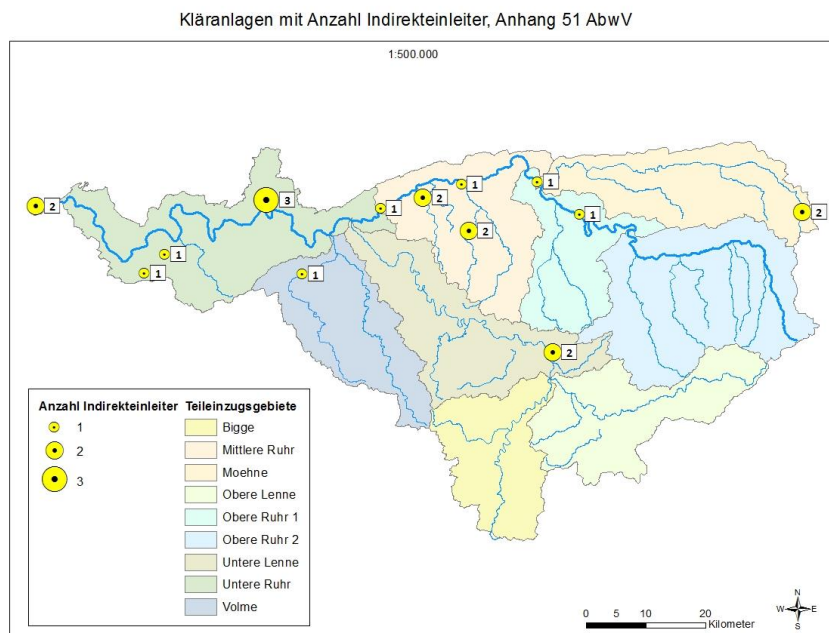 Kläranlagen mit Anzahl Indirekteinleiter, Anhang 51 AbwV
1:500.000
2
3
1
2
1
1
1
2
2
1
1
1
2
Anzahl Indirekteinleiter
1
2
3
Teileinzugsgebiete
Bigge
Mittlere Ruhr
Moehne
Obere Lenne
Obere Ruhr 1
Obere Ruhr 2
Untere Lenne
Untere Ruhr
Volme
N
W E
S
0 5 10 20
Kilometer